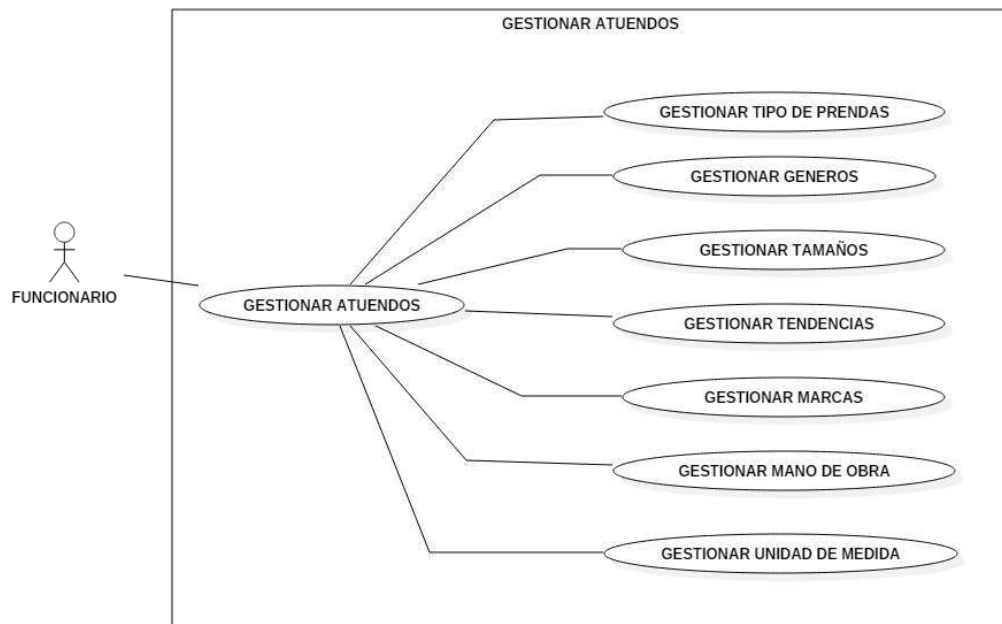 GESTIONAR ATUENDOS
GESTIONAR TIPO DE PRENDAS
GESTIONAR GENEROS
GESTIONAR TAMAÑOS
FUNCIONARIO
GESTIONAR ATUENDOS
GESTIONAR TENDENCIAS
GESTIONAR MARCAS
GESTIONAR MANO DE OBRA
GESTIONAR UNIDAD DE MEDIDA